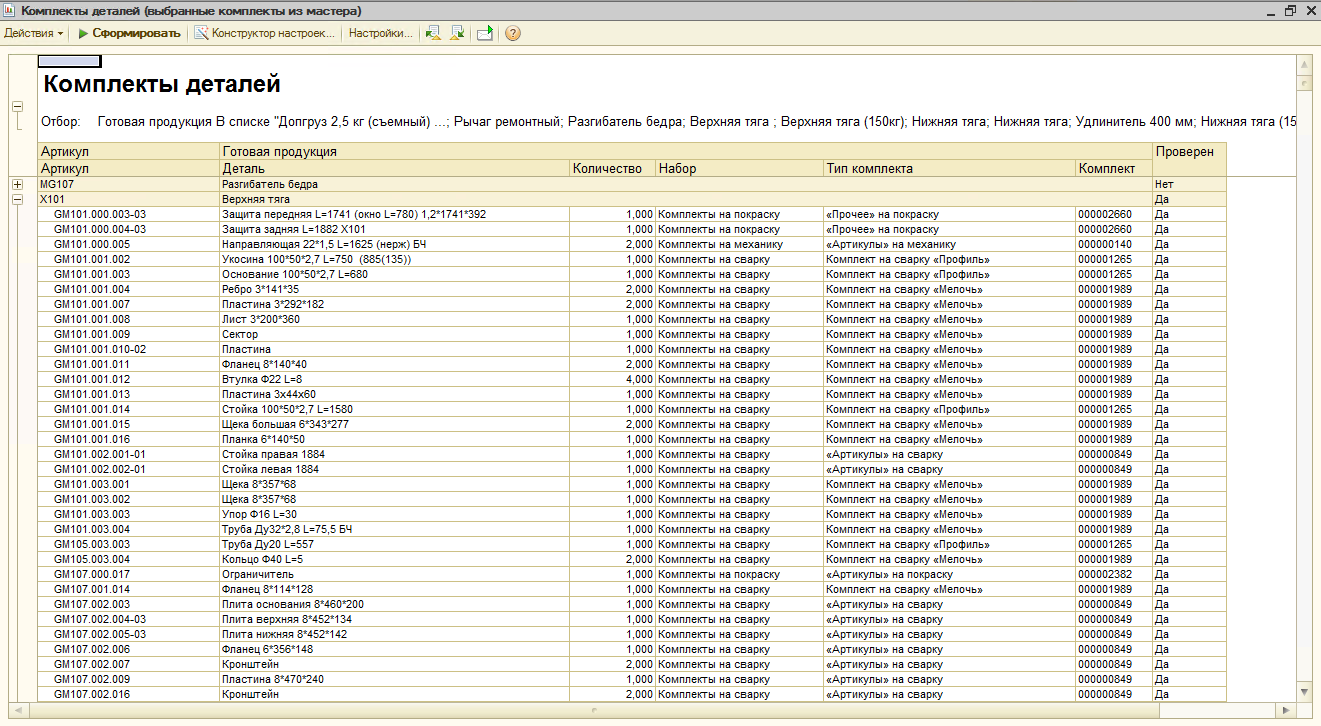 Комплекты деталей (выбранные комплекты из мастера)
Действия Сформировать Конструктор настроек... Настройки...
Комплекты деталей
Отбор: Готовая продукция В списке "Допгруз 2,5 кг (съемный) ...; Рычаг ремонтный; Разгибатель бедра; Верхняя тяга ; Верхняя тяга (150кг); Нижняя тяга; Нижняя тяга; Удлинитель 400 мм; Нижняя тяга (15
Артикул Готовая продукция Проверен
Артикул Деталь Количество Набор Тип комплекта Комплект
MG107 Разгибатель бедра Нет
X101 Верхняя тяга Да
GM101.000.003-03 Защита передняя L=1741 (окно L=780) 1,2*1741*392 1,000 Комплекты на покраску «Прочее» на покраску 000002660 Да
GM101.000.004-03 Защита задняя L=1882 X101 1,000 Комплекты на покраску «Прочее» на покраску 000002660 Да
GM101.000.005 Направляющая 22*1,5 L=1625 (нерж) БЧ 2,000 Комплекты на механику «Артикулы» на механику 000000140 Да
GM101.001.002 Укосина 100*50*2,7 L=750 (885(135)) 1,000 Комплекты на сварку Комплект на сварку «Профиль» 000001265 Да
GM101.001.003 Основание 100*50*2,7 L=680 1,000 Комплекты на сварку Комплект на сварку «Профиль» 000001265 Да
GM101.001.004 Ребро 3*141*35 2,000 Комплекты на сварку Комплект на сварку «Мелочь» 000001989 Да
GM101.001.007 Пластина 3*292*182 2,000 Комплекты на сварку Комплект на сварку «Мелочь» 000001989 Да
GM101.001.008 Лист 3*200*360 1,000 Комплекты на сварку Комплект на сварку «Мелочь» 000001989 Да
GM101.001.009 Сектор 1,000 Комплекты на сварку Комплект на сварку «Мелочь» 000001989 Да
GM101.001.010-02 Пластина 1,000 Комплекты на сварку Комплект на сварку «Мелочь» 000001989 Да
GM101.001.011 Фланец 8*140*40 2,000 Комплекты на сварку Комплект на сварку «Мелочь» 000001989 Да
GM101.001.012 Втулка Ф22 L=8 4,000 Комплекты на сварку Комплект на сварку «Мелочь» 000001989 Да
GM101.001.013 Пластина 3х44х60 1,000 Комплекты на сварку Комплект на сварку «Мелочь» 000001989 Да
GM101.001.014 Стойка 100*50*2,7 L=1580 1,000 Комплекты на сварку Комплект на сварку «Профиль» 000001265 Да
GM101.001.015 Щека большая 6*343*277 2,000 Комплекты на сварку Комплект на сварку «Мелочь» 000001989 Да
GM101.001.016 Планка 6*140*50 1,000 Комплекты на сварку Комплект на сварку «Мелочь» 000001989 Да
GM101.002.001-01 Стойка правая 1884 1,000 Комплекты на сварку «Артикулы» на сварку 000000849 Да
GM101.002.002-01 Стойка левая 1884 1,000 Комплекты на сварку «Артикулы» на сварку 000000849 Да
GM101.003.001 Щека 8*357*68 1,000 Комплекты на сварку Комплект на сварку «Мелочь» 000001989 Да
GM101.003.002 Щека 8*357*68 1,000 Комплекты на сварку Комплект на сварку «Мелочь» 000001989 Да
GM101.003.003 Упор Ф16 L=30 1,000 Комплекты на сварку Комплект на сварку «Мелочь» 000001989 Да
GM101.003.004 Труба Ду32*2,8 L=75,5 БЧ 1,000 Комплекты на сварку Комплект на сварку «Мелочь» 000001989 Да
GM105.003.003 Труба Ду20 L=557 1,000 Комплекты на сварку Комплект на сварку «Профиль» 000001265 Да
GM105.003.004 Кольцо Ф40 L=5 2,000 Комплекты на сварку Комплект на сварку «Мелочь» 000001989 Да
GM107.000.017 Ограничитель 1,000 Комплекты на покраску «Артикулы» на покраску 000002382 Да
GM107.001.014 Фланец 8*114*128 1,000 Комплекты на сварку Комплект на сварку «Мелочь» 000001989 Да
GM107.002.003 Плита основания 8*460*200 1,000 Комплекты на сварку «Артикулы» на сварку 000000849 Да
GM107.002.004-03 Плита верхняя 8*452*134 1,000 Комплекты на сварку «Артикулы» на сварку 000000849 Да
GM107.002.005-03 Плита нижняя 8*452*142 1,000 Комплекты на сварку «Артикулы» на сварку 000000849 Да
GM107.002.006 Фланец 6*356*148 1,000 Комплекты на сварку «Артикулы» на сварку 000000849 Да
GM107.002.007 Кронштейн 2,000 Комплекты на сварку «Артикулы» на сварку 000000849 Да
GM107.002.009 Пластина 8*470*240 1,000 Комплекты на сварку «Артикулы» на сварку 000000849 Да
GM107.002.016 Кронштейн 2,000 Комплекты на сварку «Артикулы» на сварку 000000849 Да